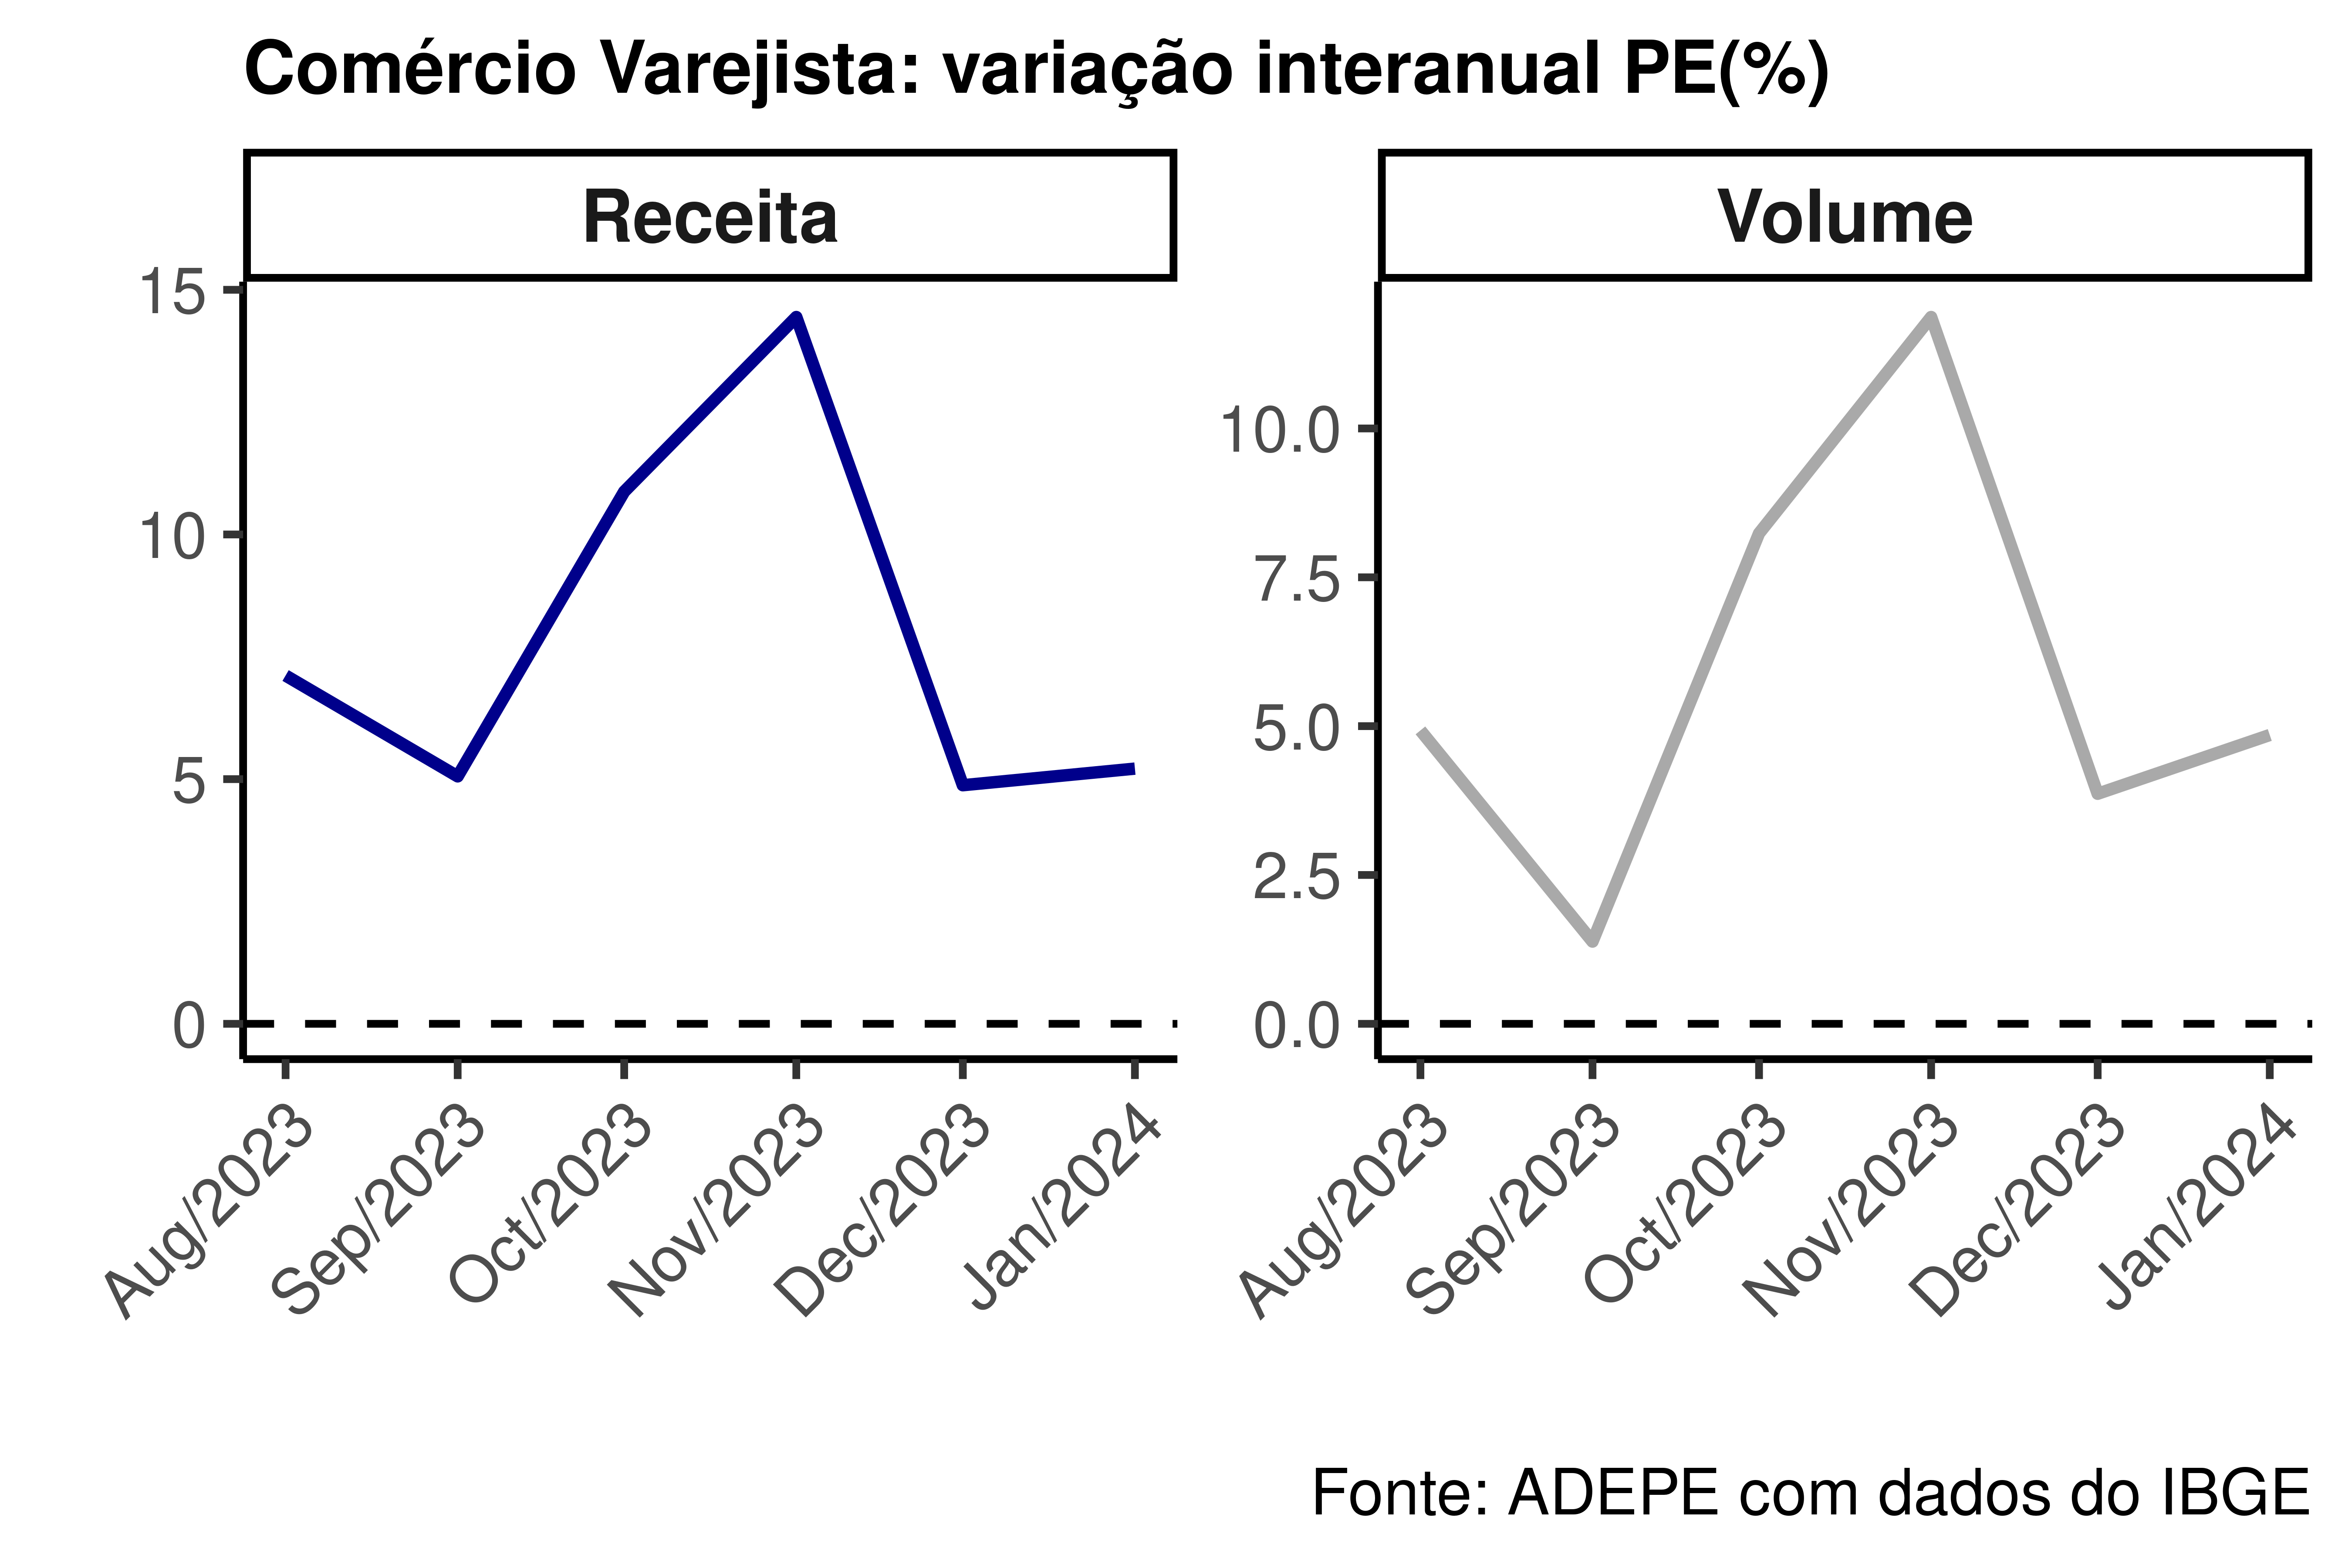 Comércio Varejista: variação interanual PE(%)
Receita
15
10
5
0
Aug/2023
Sep/2023
Oct/2023
Nov/2023
Dec/2023
Jan/2024
Volume
10.0
7.5
5.0
2.5
0.0
Aug/2023
Sep/2023
Oct/2023
Nov/2023
Dec/2023
Jan/2024
Fonte: ADEPE com dados do IBGE